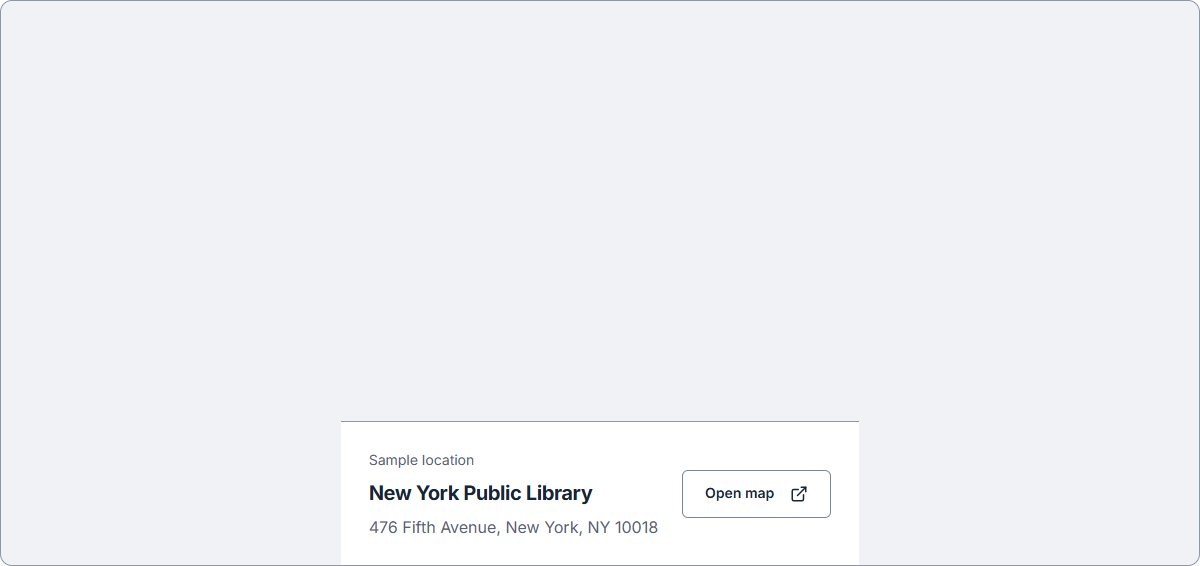 Sample location
New York Public Library
476 Fifth Avenue, New York, NY 10018
Open map